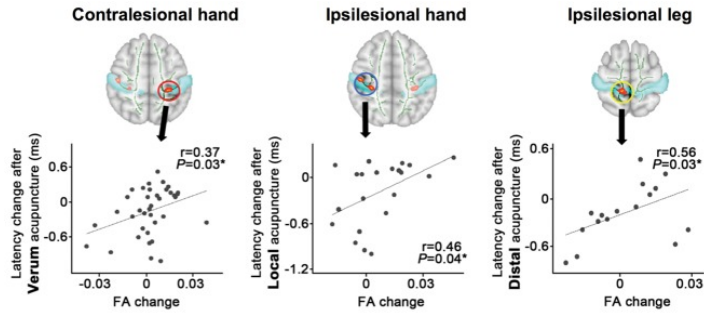 Contralesional hand
Ipsilesional hand
Ipsilesional leg
Latency change after
Verum acupuncture (ms)
0.6
0
-0.6
r=0.37
P=0.03*
-0.03
0
0.03
FA change
Latency change after
Local acupuncture (ms)
0
-0.6
-1.2
r=0.46
P=0.04*
0
0.03
FA change
Latency change after
Distal acupuncture (ms)
0.6
0
-0.6
r=0.56
P=0.03*
0
0.03
FA change